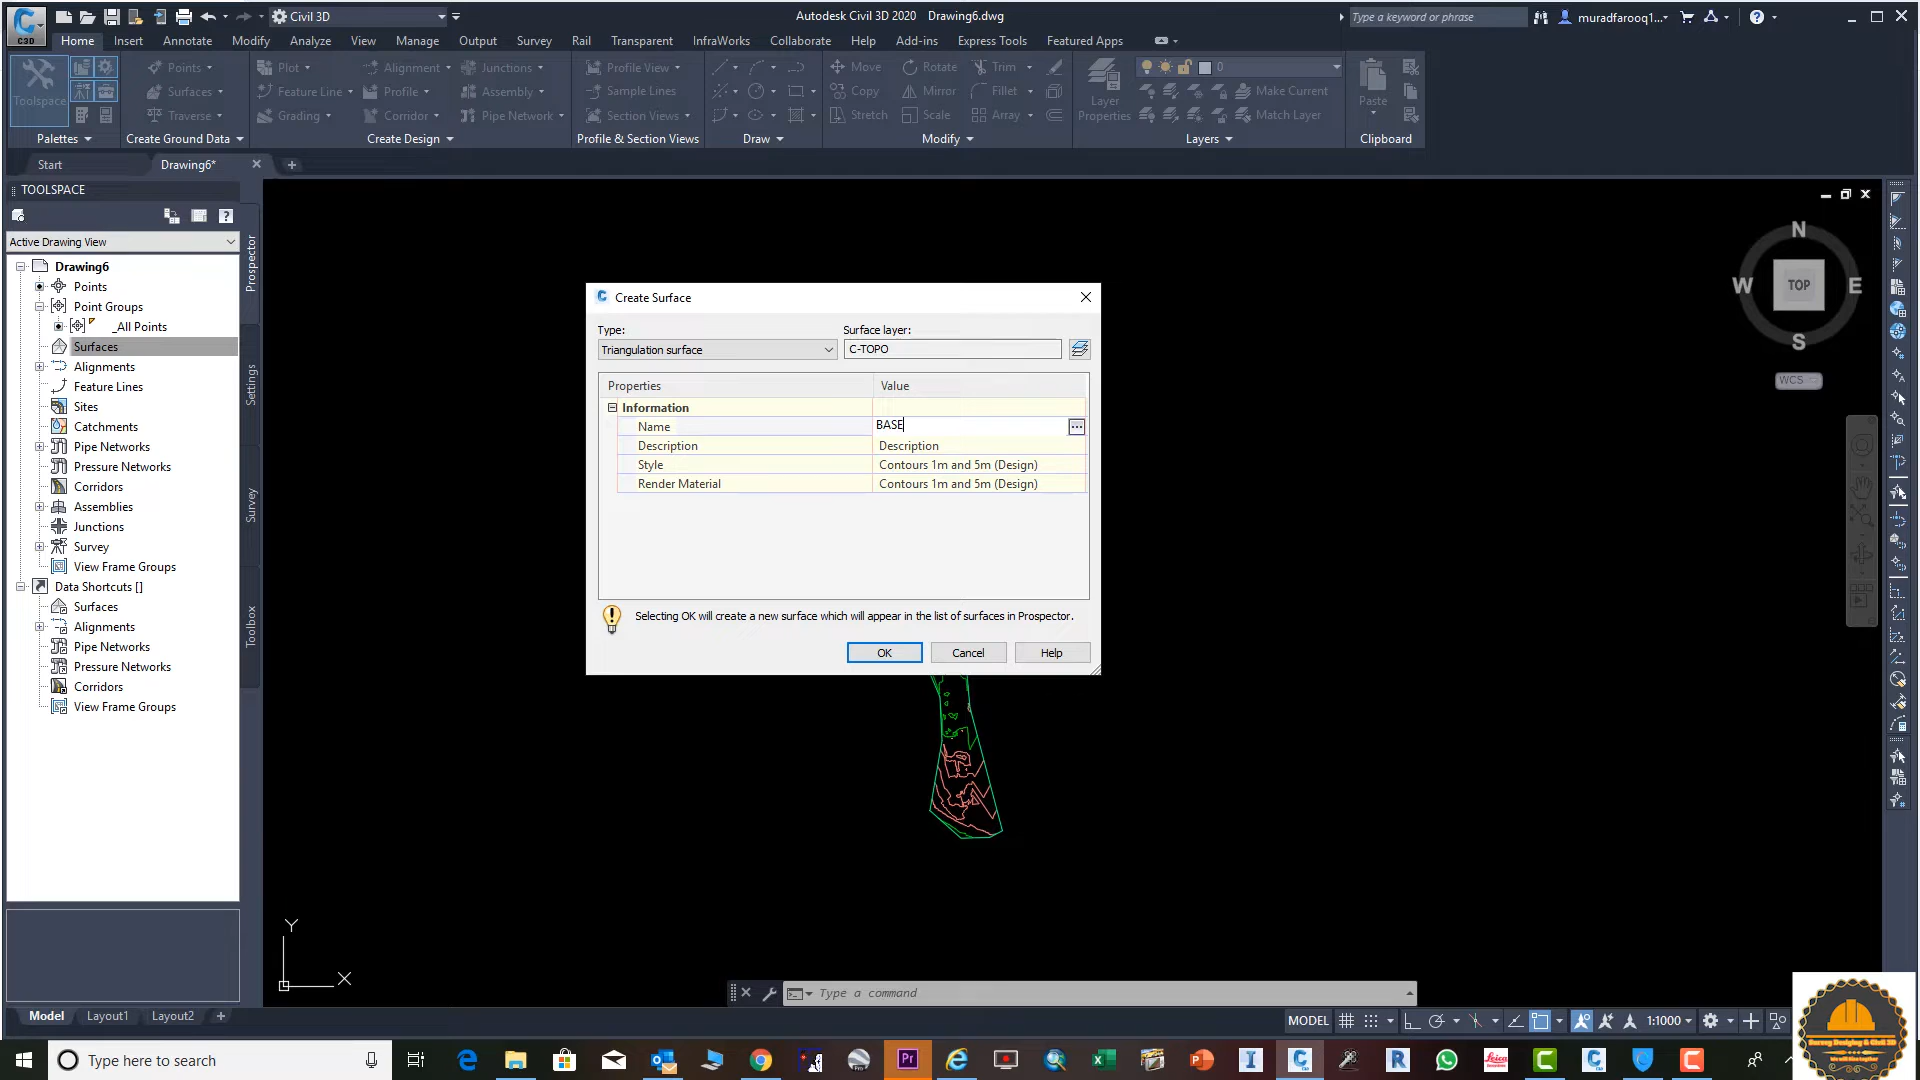 Civil 3D
Autodesk Civil 3D 2020 Drawing6.dwg
Type a keyword or phrase
muradfarooq1...
C3D
Home Insert Annotate Modify Analyze View Manage Output Survey Rail Transparent InfraWorks Collaborate Help Add-ins Express Tools Featured Apps
Toolspace
Points
Surfaces
Traverse
Plot
Feature Line
Grading
Alignment
Profile
Corridor
Junctions
Assembly
Pipe Network
Profile View
Sample Lines
Section Views
Move
Copy
Stretch
Rotate
Mirror
Scale
Trim
Fillet
Array
Layer
Properties
0
Make Current
Match Layer
Paste
Palettes Create Ground Data Create Design Profile & Section Views Draw Modify Layers Clipboard
Start Drawing6*
TOOLSPACE
Active Drawing View
Drawing6
Points
Point Groups
_All Points
Surfaces
Alignments
Feature Lines
Sites
Catchments
Pipe Networks
Pressure Networks
Corridors
Assemblies
Junctions
Survey
View Frame Groups
Data Shortcuts []
Surfaces
Alignments
Pipe Networks
Pressure Networks
Corridors
View Frame Groups
Prospector
Settings
Survey
Toolbox
Create Surface
Type:
Surface layer:
Triangulation surface
C-TOPO
Properties Value
Information
Name BASE
Description Description
Style Contours 1m and 5m (Design)
Render Material Contours 1m and 5m (Design)
Selecting OK will create a new surface which will appear in the list of surfaces in Prospector.
OK Cancel Help
N
W TOP E
S
WCS
Y
X
Type a command
Model Layout1 Layout2
MODEL
1:1000
Type here to search
Survey Designing & Civil 3D